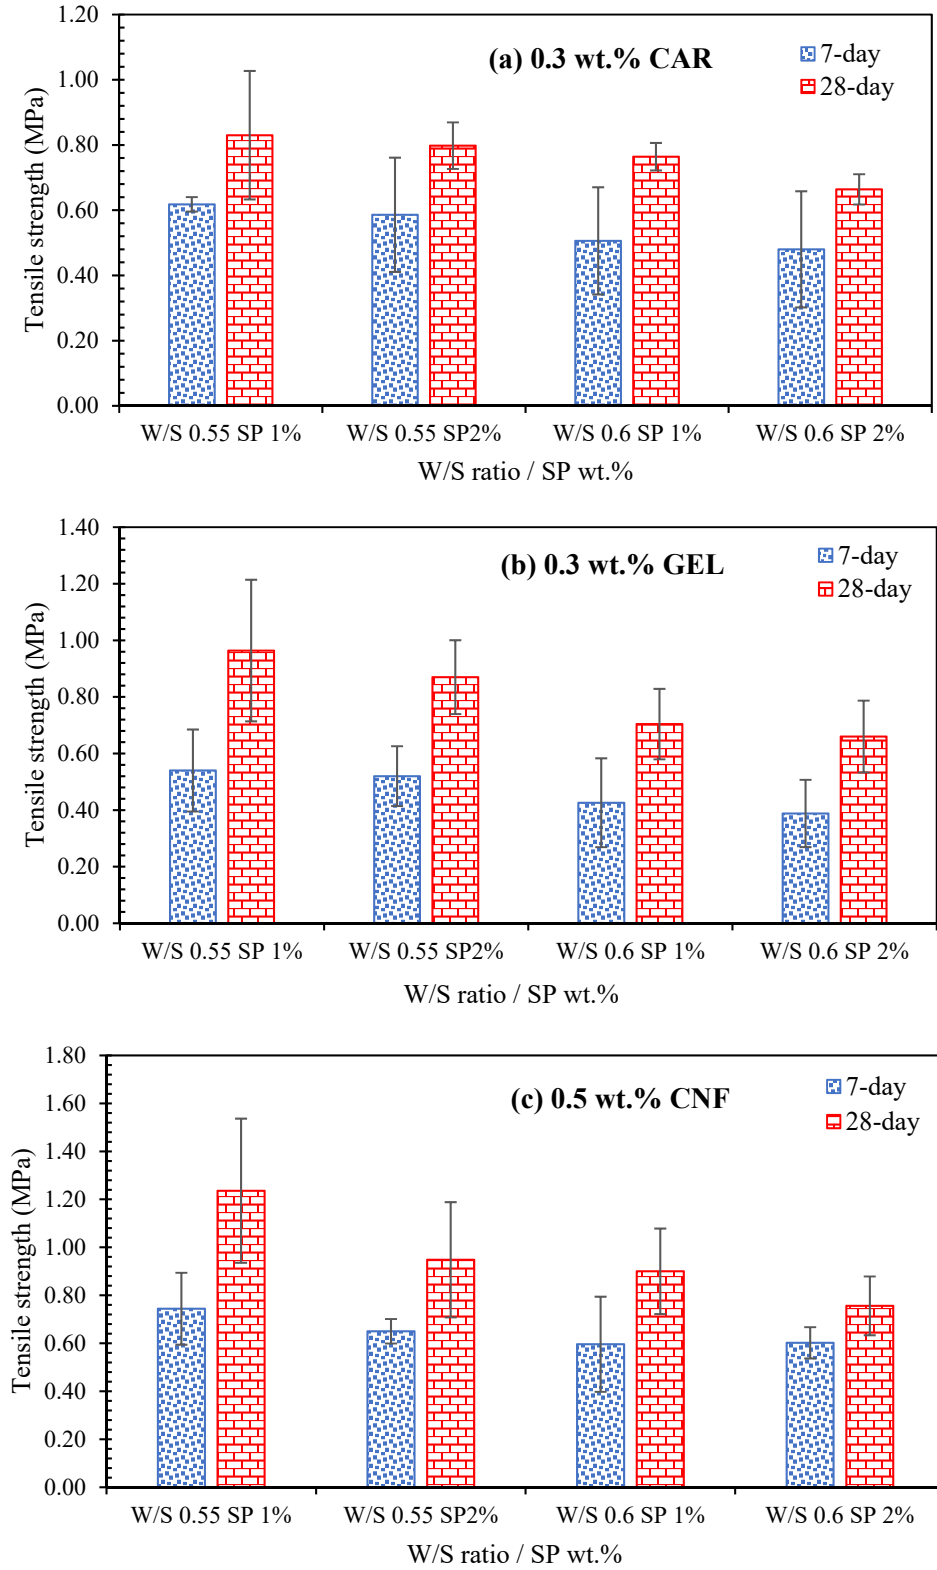 1.20
(a) 0.3 wt.% CAR
7-day
28-day
1.00
0.80
0.60
0.40
0.20
0.00
Tensile strength (MPa)
W/S 0.55 SP 1%
W/S 0.55 SP2%
W/S 0.6 SP 1%
W/S 0.6 SP 2%
W/S ratio / SP wt.%
1.40
(b) 0.3 wt.% GEL
7-day
28-day
1.20
1.00
0.80
0.60
0.40
0.20
0.00
Tensile strength (MPa)
W/S 0.55 SP 1%
W/S 0.55 SP2%
W/S 0.6 SP 1%
W/S 0.6 SP 2%
W/S ratio / SP wt.%
1.80
(c) 0.5 wt.% CNF
7-day
28-day
1.60
1.40
1.20
1.00
0.80
0.60
0.40
0.20
0.00
Tensile strength (MPa)
W/S 0.55 SP 1%
W/S 0.55 SP2%
W/S 0.6 SP 1%
W/S 0.6 SP 2%
W/S ratio / SP wt.%